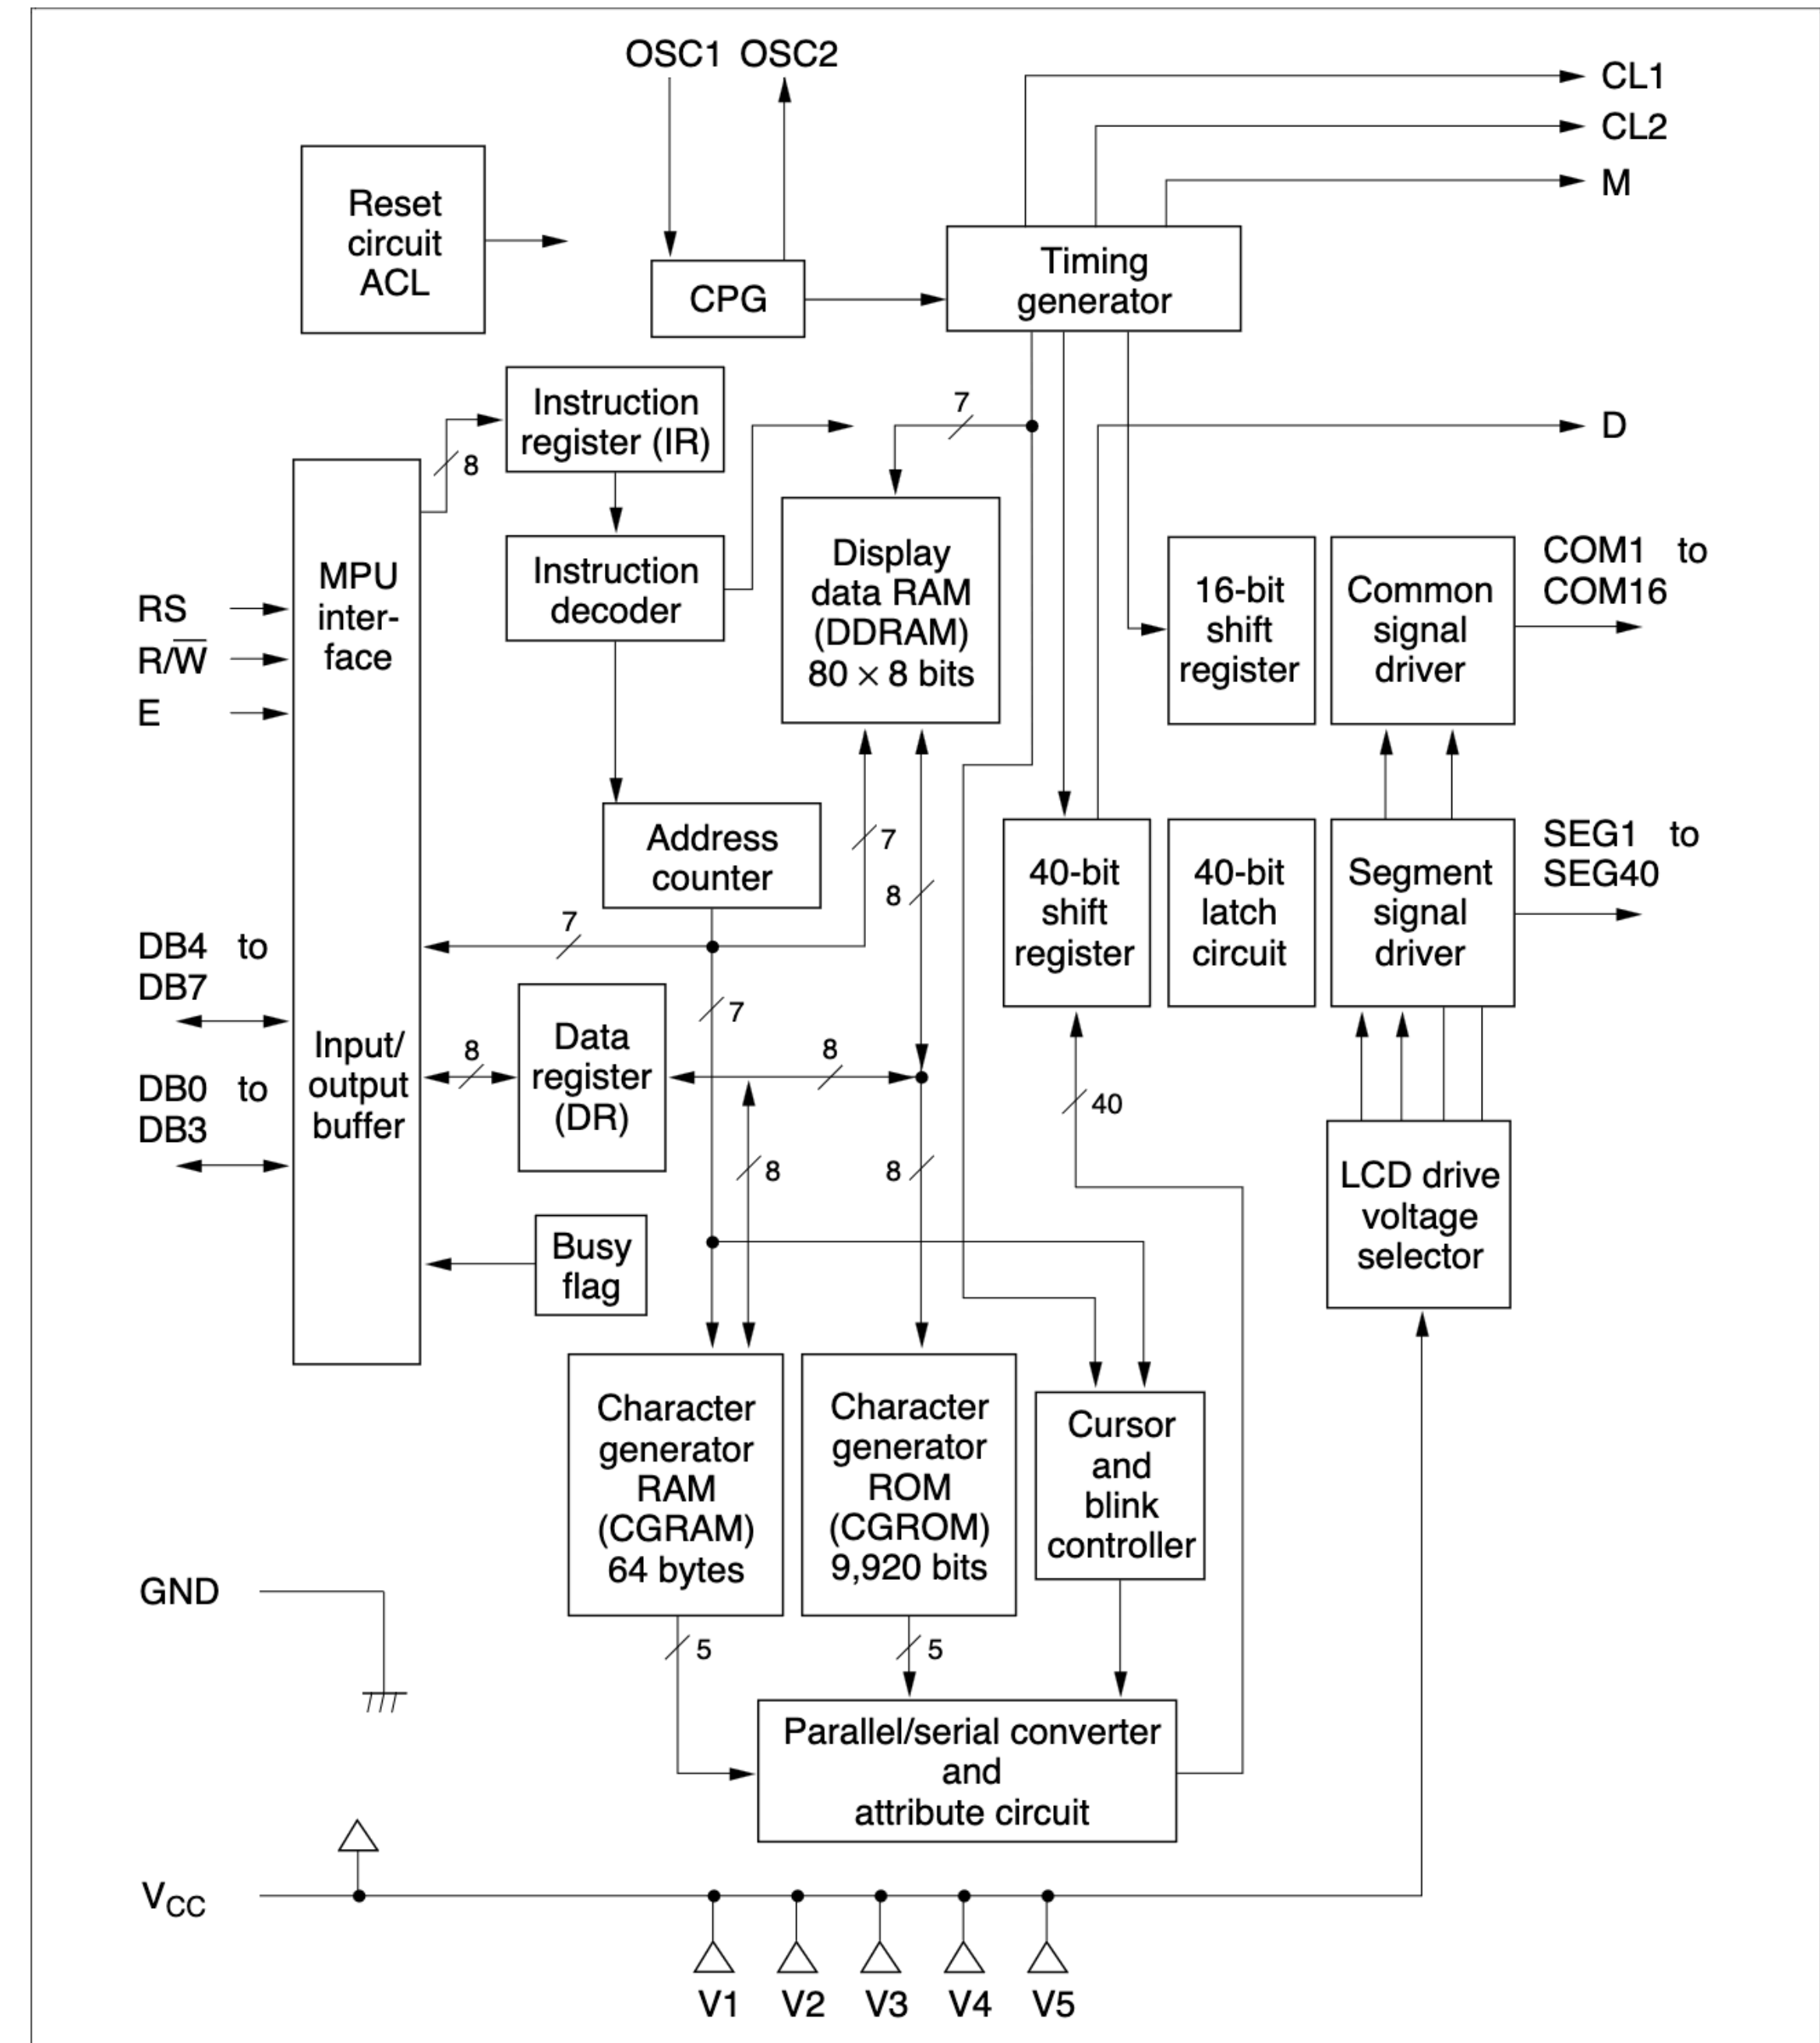 OSC1 OSC2
CL1
CL2
M
Reset
circuit
ACL
CPG
Timing
generator
Instruction
register (IR)
8
7
D
MPU
inter-
face
Instruction
decoder
Display
data RAM
(DDRAM)
80 × 8 bits
16-bit
shift
register
Common
signal
driver
COM1 to
COM16
RS
R/W̅
E
Address
counter
7
8
40-bit
shift
register
40-bit
latch
circuit
Segment
signal
driver
SEG1 to
SEG40
7
DB4 to
DB7
7
Input/
output
buffer
8
Data
register
(DR)
8
DB0 to
DB3
8
8
40
LCD drive
voltage
selector
Busy
flag
Character
generator
RAM
(CGRAM)
64 bytes
Character
generator
ROM
(CGROM)
9,920 bits
Cursor
and
blink
controller
GND
5
5
Parallel/serial converter
and
attribute circuit
VCC
V1 V2 V3 V4 V5